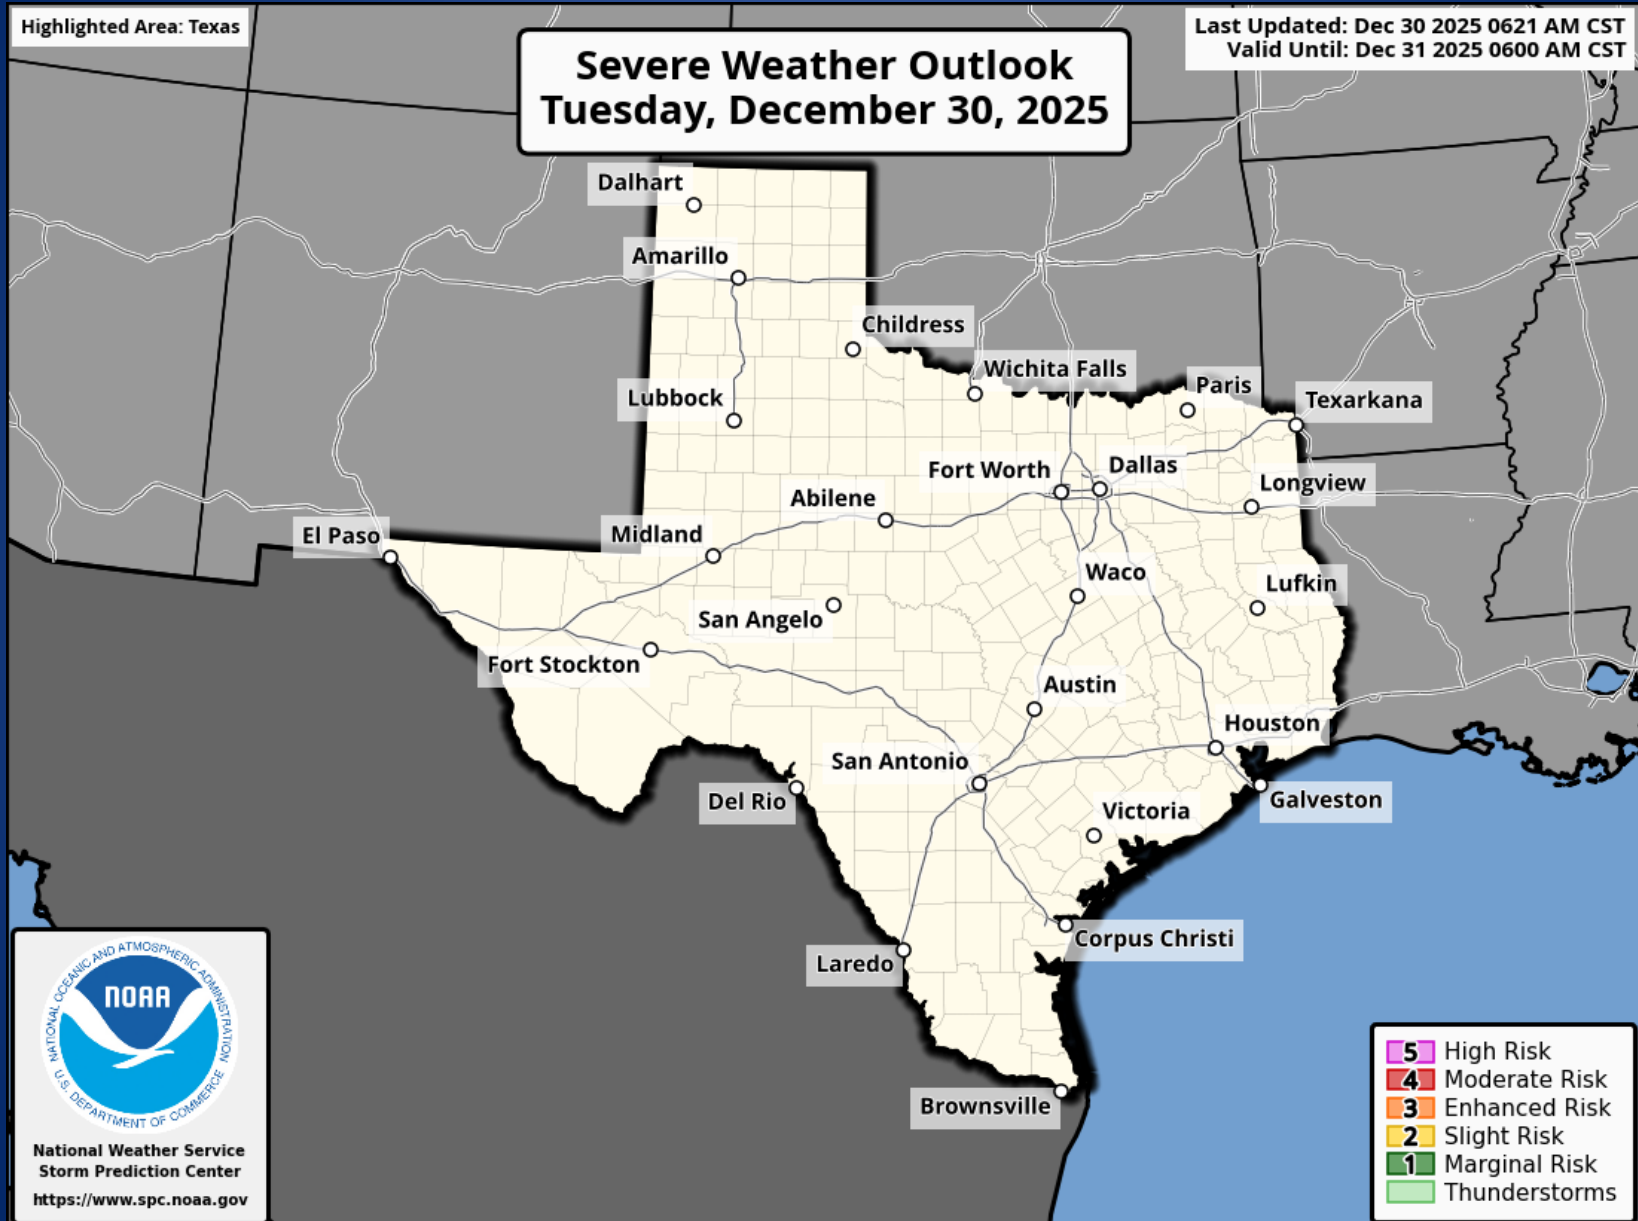 Highlighted Area: Texas
Last Updated: Dec 30 2025 0621 AM CST
Valid Until: Dec 31 2025 0600 AM CST
Severe Weather Outlook
Tuesday, December 30, 2025
Dalhart
Amarillo
Childress
Wichita Falls
Paris
Lubbock
Texarkana
Fort Worth
Dallas
Longview
Abilene
El Paso
Midland
Waco
Lufkin
San Angelo
Fort Stockton
Austin
Houston
San Antonio
Del Rio
Galveston
Victoria
Corpus Christi
Laredo
Brownsville
NATIONAL OCEANIC AND ATMOSPHERIC ADMINISTRATION
NOAA
U.S. DEPARTMENT OF COMMERCE
National Weather Service
Storm Prediction Center
https://www.spc.noaa.gov
5 High Risk
4 Moderate Risk
3 Enhanced Risk
2 Slight Risk
1 Marginal Risk
Thunderstorms